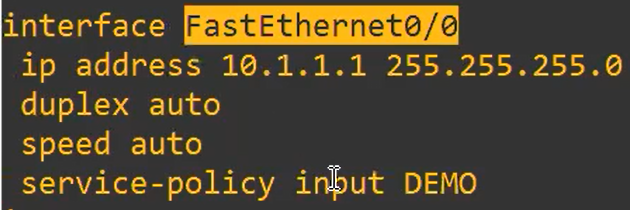 interface FastEthernet0/0
ip address 10.1.1.1 255.255.255.0
duplex auto
speed auto
service-policy input DEMO